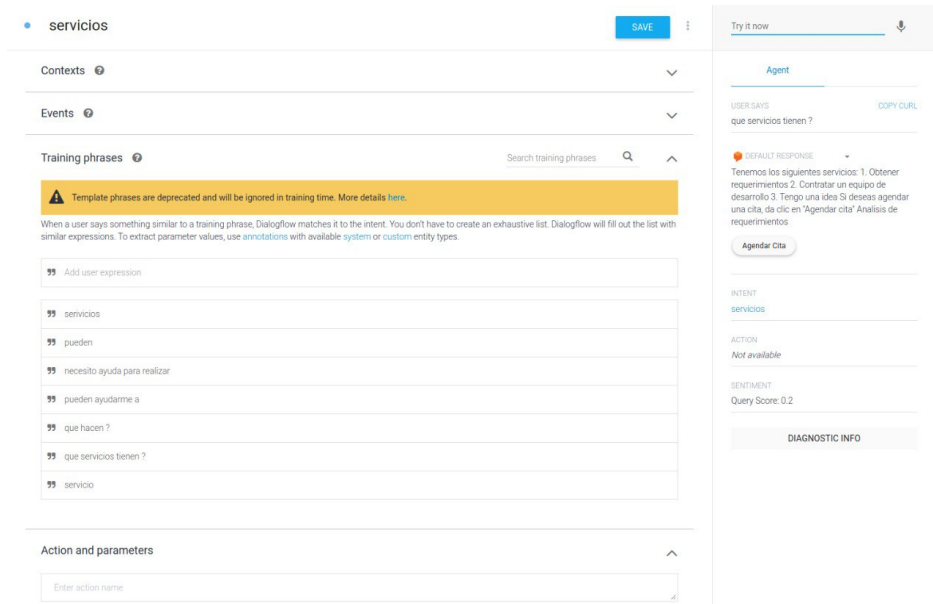 servicios
SAVE
Contexts
Events
Training phrases
Search training phrases
Template phrases are deprecated and will be ignored in training time. More details here.
When a user says something similar to a training phrase, Dialogflow matches it to the intent. You don't have to create an exhaustive list. Dialogflow will fill out the list with
similar expressions. To extract parameter values, use annotations with available system or custom entity types.
Add user expression
serivicios
pueden
necesito ayuda para realizar
pueden ayudarme a
que hacen ?
que servicios tienen ?
servicio
Action and parameters
Enter action name
Try it now
Agent
USER SAYS COPY CURL
que servicios tienen ?
DEFAULT RESPONSE
Tenemos los siguientes servicios: 1. Obtener
requerimientos 2. Contratar un equipo de
desarrollo 3. Tengo una idea Si deseas agendar
una cita, da clic en "Agendar cita" Analisis de
requerimientos
Agendar Cita
INTENT
servicios
ACTION
Not available
SENTIMENT
Query Score: 0.2
DIAGNOSTIC INFO